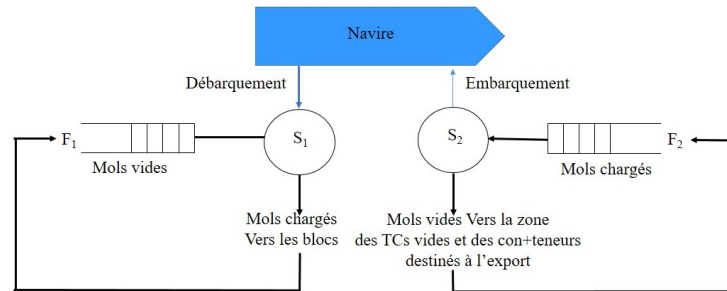 Navire
Débarquement
Embarquement
F1
S1
S2
F2
Mols vides
Mols chargés
Mols chargés
Vers les blocs
Mols vides Vers la zone
des TCs vides et des con+teneurs
destinés à l'export